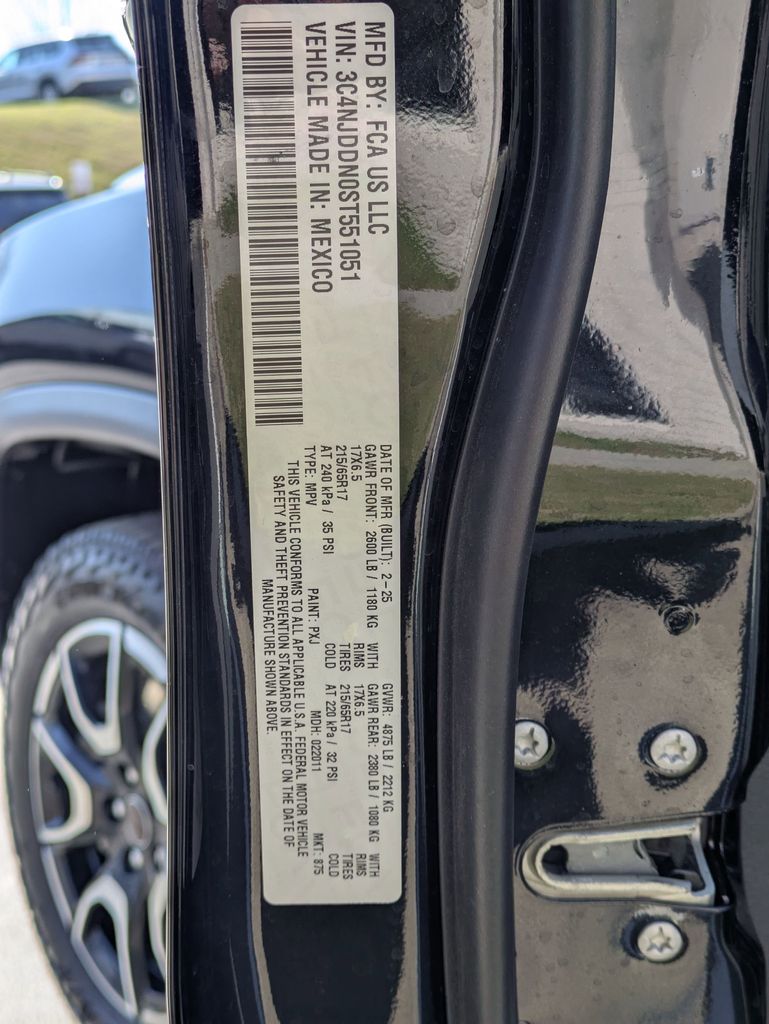 MFD BY: FCA US LLC
VIN: 3C4NJDDN0ST551051
VEHICLE MADE IN: MEXICO
DATE OF MFR (BUILT): 2-25 GVWR: 4875 LB / 2212 KG
GAWR FRONT: 2600 LB / 1180 KG WITH GAWR REAR: 2380 LB / 1080 KG WITH
17X6.5 RIMS 17X6.5 RIMS
215/65R17 TIRES 215/65R17 TIRES
AT 240 kPa / 35 PSI COLD AT 220 kPa / 32 PSI COLD
TYPE: MPV PAINT: PXJ MDH: 022011 MKT: 875
THIS VEHICLE CONFORMS TO ALL APPLICABLE U.S.A. FEDERAL MOTOR VEHICLE
SAFETY AND THEFT PREVENTION STANDARDS IN EFFECT ON THE DATE OF
MANUFACTURE SHOWN ABOVE.